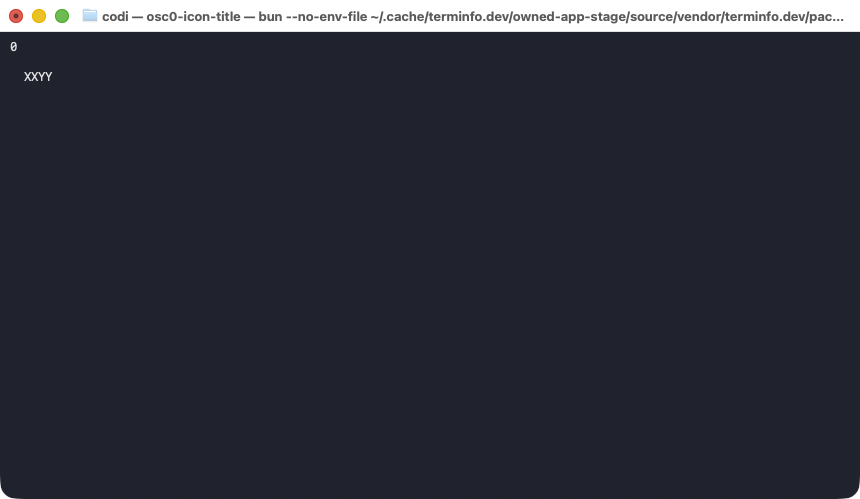 codi — osc0-icon-title — bun --no-env-file ~/.cache/terminfo.dev/owned-app-stage/source/vendor/terminfo.dev/pac...
0
XXYY